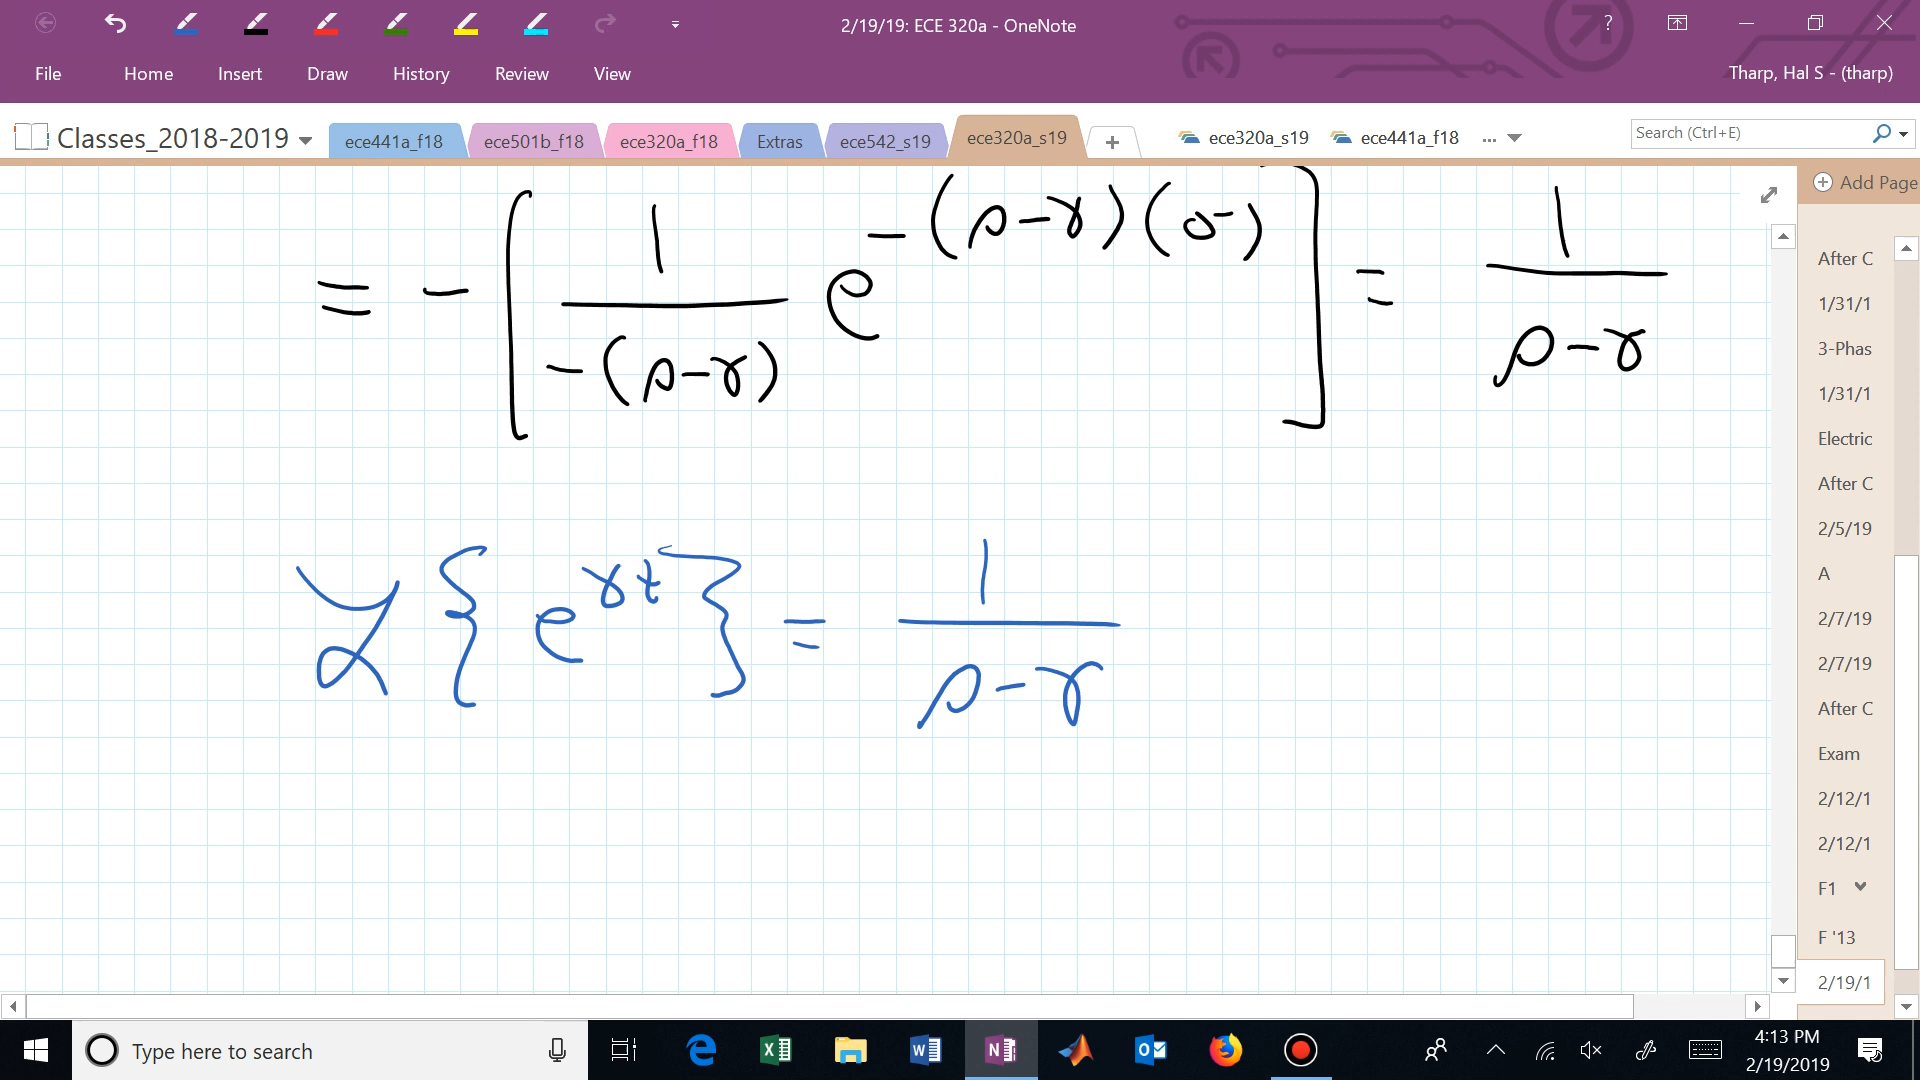 2/19/19: ECE 320a - OneNote
?
File Home Insert Draw History Review View
Tharp, Hal S - (tharp)
Classes_2018-2019
ece441a_f18 ece501b_f18 ece320a_f18 Extras ece542_s19 ece320a_s19 + ece320a_s19 ece441a_f18 ...
Search (Ctrl+E)
Add Page
= - [ 1 / -(s-γ) e^{-(s-γ)(0⁻)} ] = 1 / s-γ
ℒ { e^{γt} } = 1 / s-γ
After C
1/31/1
3-Phas
1/31/1
Electric
After C
2/5/19
A
2/7/19
2/7/19
After C
Exam
2/12/1
2/12/1
F1
F '13
2/19/1
Type here to search
4:13 PM
2/19/2019